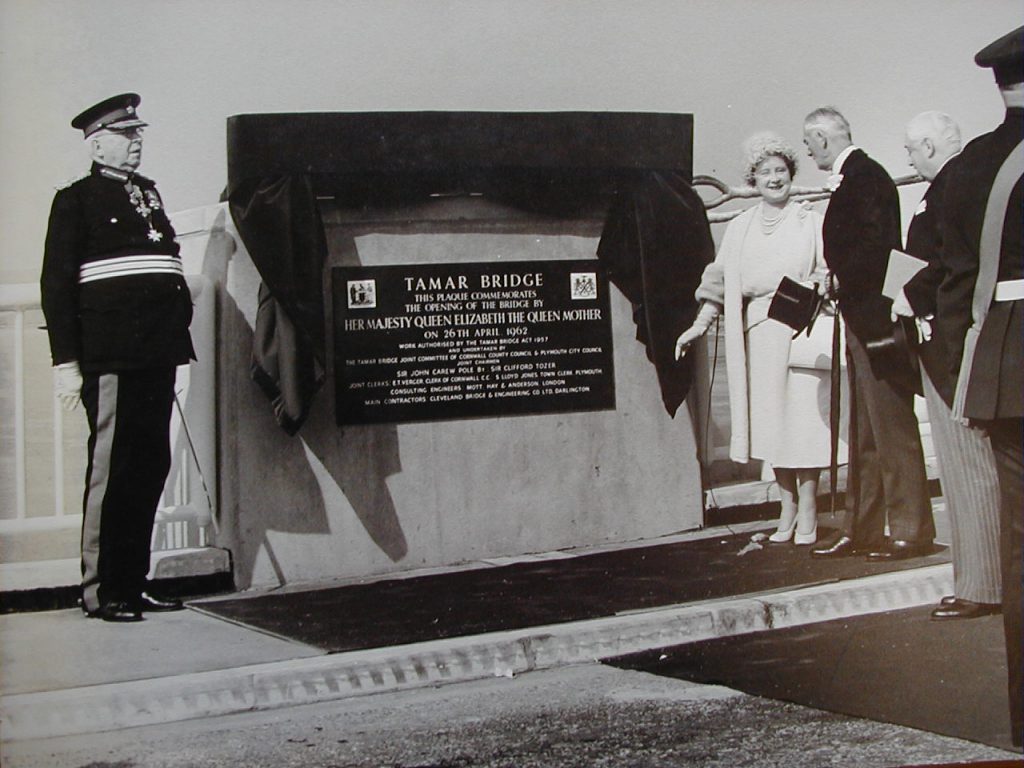 TAMAR BRIDGE
THIS PLAQUE COMMEMORATES
THE OPENING OF THE BRIDGE BY
HER MAJESTY QUEEN ELIZABETH THE QUEEN MOTHER
ON 26TH APRIL 1962
WORK AUTHORISED BY THE TAMAR BRIDGE ACT 1957
AND UNDERTAKEN BY
THE TAMAR BRIDGE JOINT COMMITTEE OF CORNWALL COUNTY COUNCIL & PLYMOUTH CITY COUNCIL
JOINT CHAIRMEN
SIR JOHN CAREW POLE Bt. SIR CLIFFORD TOZER
JOINT CLERKS: E.T. VERGER CLERK OF CORNWALL C.C. S LLOYD JONES TOWN CLERK PLYMOUTH
CONSULTING ENGINEERS MOTT, HAY & ANDERSON LONDON
MAIN CONTRACTORS CLEVELAND BRIDGE & ENGINEERING CO LTD. DARLINGTON